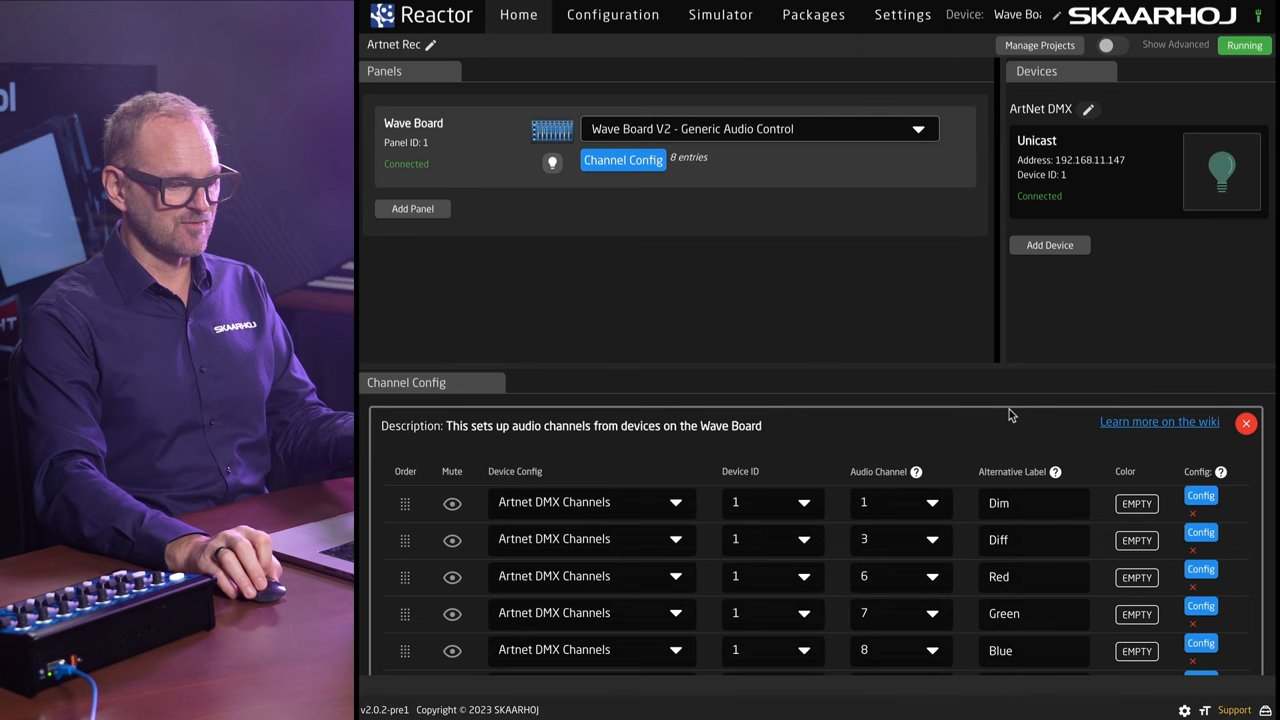 Reactor Home Configuration Simulator Packages Settings Device: Wave Boa SKAARHOJ
Artnet Rec Manage Projects Show Advanced Running
Panels
Devices
Wave Board
Panel ID: 1
Connected
Wave Board V2 - Generic Audio Control
Channel Config 8 entries
Add Panel
ArtNet DMX
Unicast
Address: 192.168.11.147
Device ID: 1
Connected
Add Device
SKAARHOJ
Channel Config
Description: This sets up audio channels from devices on the Wave Board
Learn more on the wiki
Order Mute Device Config Device ID Audio Channel Alternative Label Color Config:
Artnet DMX Channels 1 1 Dim EMPTY Config
Artnet DMX Channels 1 3 Diff EMPTY Config
Artnet DMX Channels 1 6 Red EMPTY Config
Artnet DMX Channels 1 7 Green EMPTY Config
Artnet DMX Channels 1 8 Blue EMPTY Config
v2.0.2-pre1 Copyright © 2023 SKAARHOJ Support